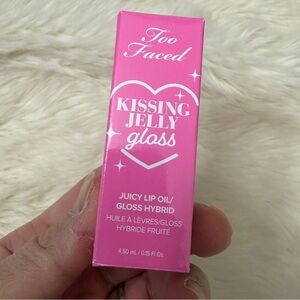 Too
Faced
KISSING
JELLY
gloss
JUICY LIP OIL/
GLOSS HYBRID
HUILE À LÈVRES/GLOSS
HYBRIDE FRUITÉ
4.50 mL / 0.15 Fl. Oz.